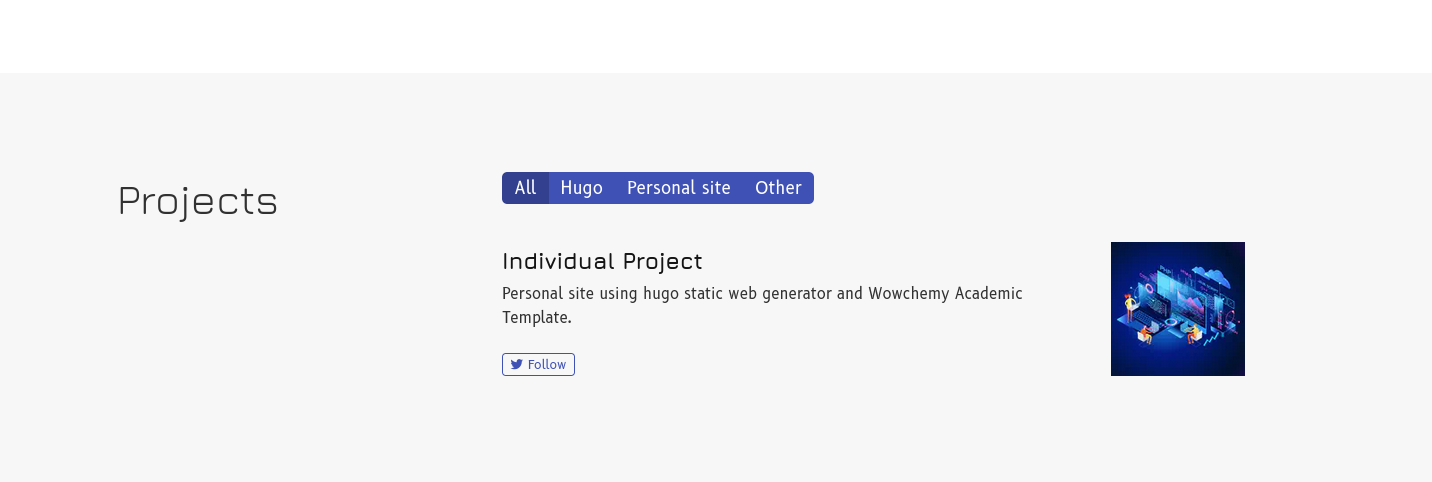 Projects
All Hugo Personal site Other
Individual Project
Personal site using hugo static web generator and Wowchemy Academic
Template.
Follow